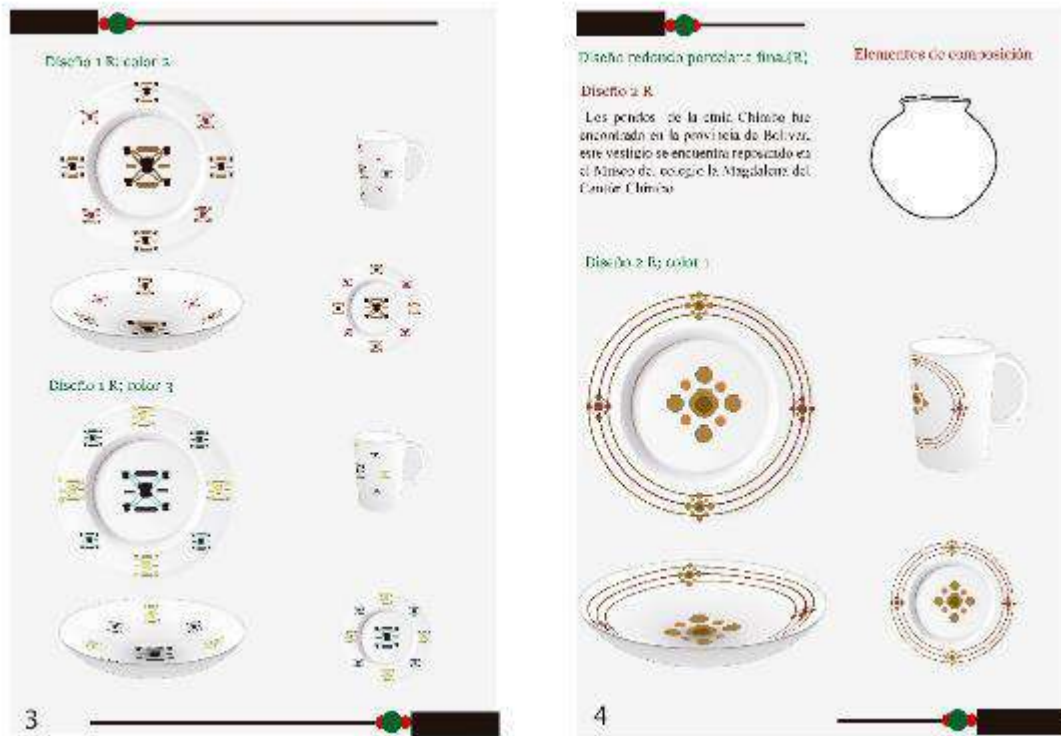 Diseño 1 R; color 2
Diseño 1 R; color 3
3
Diseño redondo porcelana final(R)
Elementos de composición
Diseño 2 R
Los pondos de la etnia Chimbo fue
encontrado en la provincia de Bolívar,
este vestigio se encuentra reposando en
el Museo del colegio la Magdalena del
Cantón Chimbo
Diseño 2 R; color 1
4